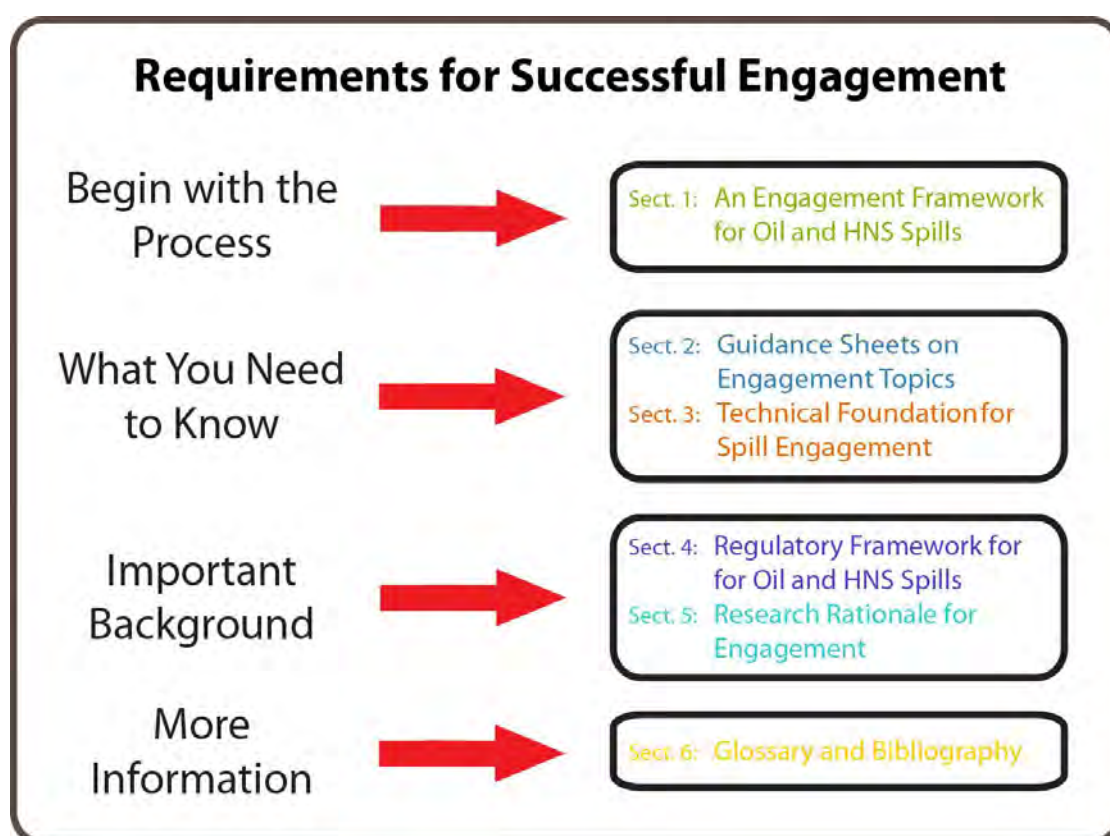 Requirements for Successful Engagement
Begin with the
Process
Sect. 1: An Engagement Framework
for Oil and HNS Spills
What You Need
to Know
Sect. 2: Guidance Sheets on
Engagement Topics
Sect. 3: Technical Foundation for
Spill Engagement
Important
Background
Sect. 4: Regulatory Framework for
for Oil and HNS Spills
Sect. 5: Research Rationale for
Engagement
More
Information
Sect. 6: Glossary and Bibliography